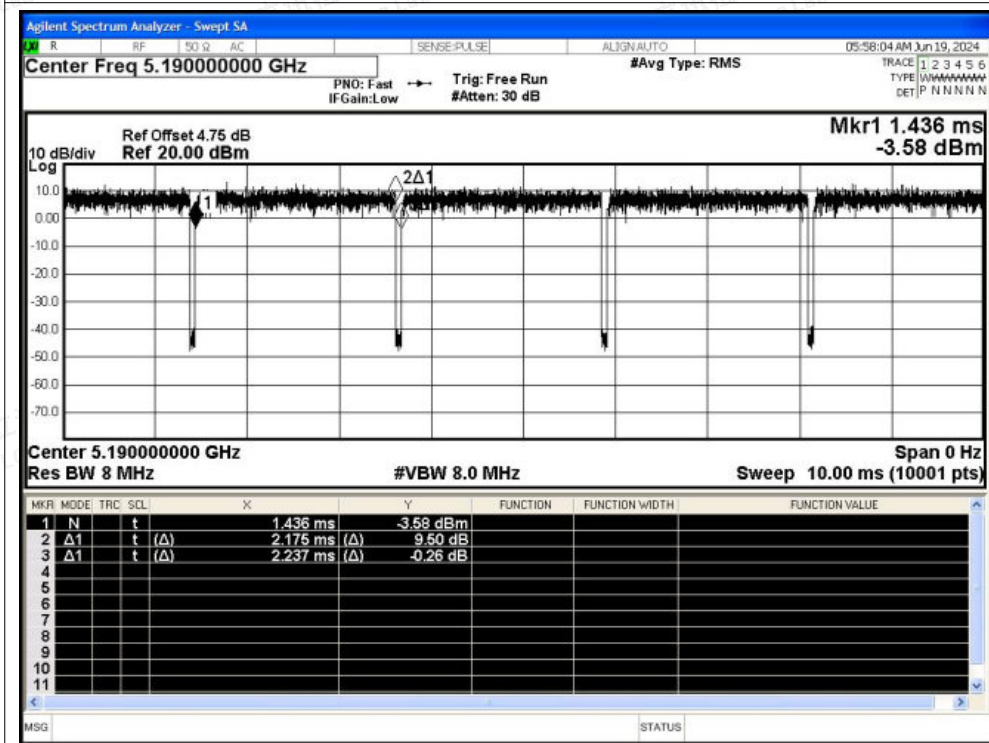 Agilent Spectrum Analyzer - Swept SA
LXI R RF 50 Ω AC SENSE:PULSE ALIGN AUTO 05:58:04 AM Jun 19, 2024
Center Freq 5.190000000 GHz #Avg Type: RMS TRACE 1 2 3 4 5 6
PNO: Fast Trig: Free Run TYPE WWWWWW
IFGain:Low #Atten: 30 dB DET P N N N N N
Mkr1 1.436 ms
-3.58 dBm
Ref Offset 4.75 dB
10 dB/div Ref 20.00 dBm
Log
10.0
0.00
-10.0
-20.0
-30.0
-40.0
-50.0
-60.0
-70.0
1
2Δ1
Center 5.190000000 GHz Span 0 Hz
Res BW 8 MHz #VBW 8.0 MHz Sweep 10.00 ms (10001 pts)
MKR MODE TRC SCL X Y FUNCTION FUNCTION WIDTH FUNCTION VALUE
1 N t 1.436 ms -3.58 dBm
2 Δ1 t (Δ) 2.175 ms (Δ) 9.50 dB
3 Δ1 t (Δ) 2.237 ms (Δ) -0.26 dB
4
5
6
7
8
9
10
11
MSG STATUS